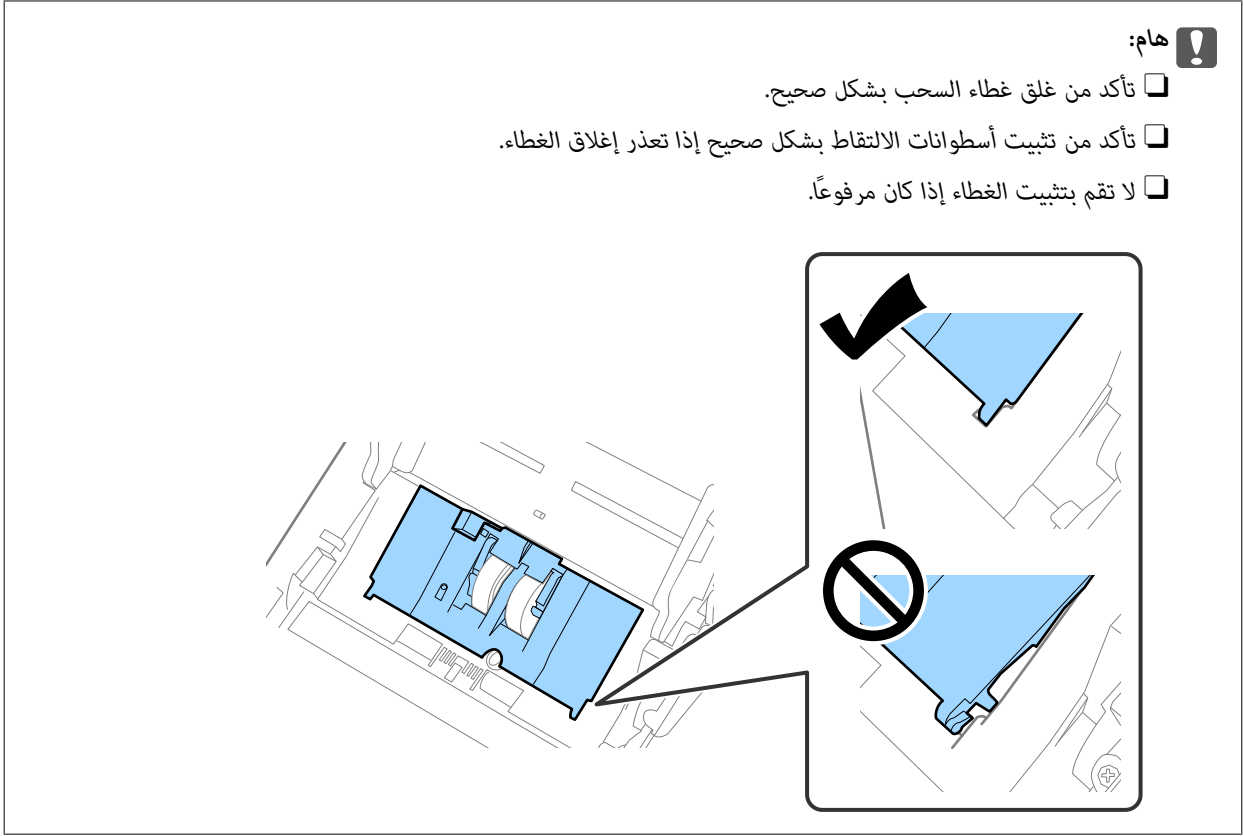 هام:
❏ تأكد من غلق غطاء السحب بشكل صحيح.
❏ تأكد من تثبيت أسطوانات الالتقاط بشكل صحيح إذا تعذر إغلاق الغطاء.
❏ لا تقم بتثبيت الغطاء إذا كان مرفوعًا.